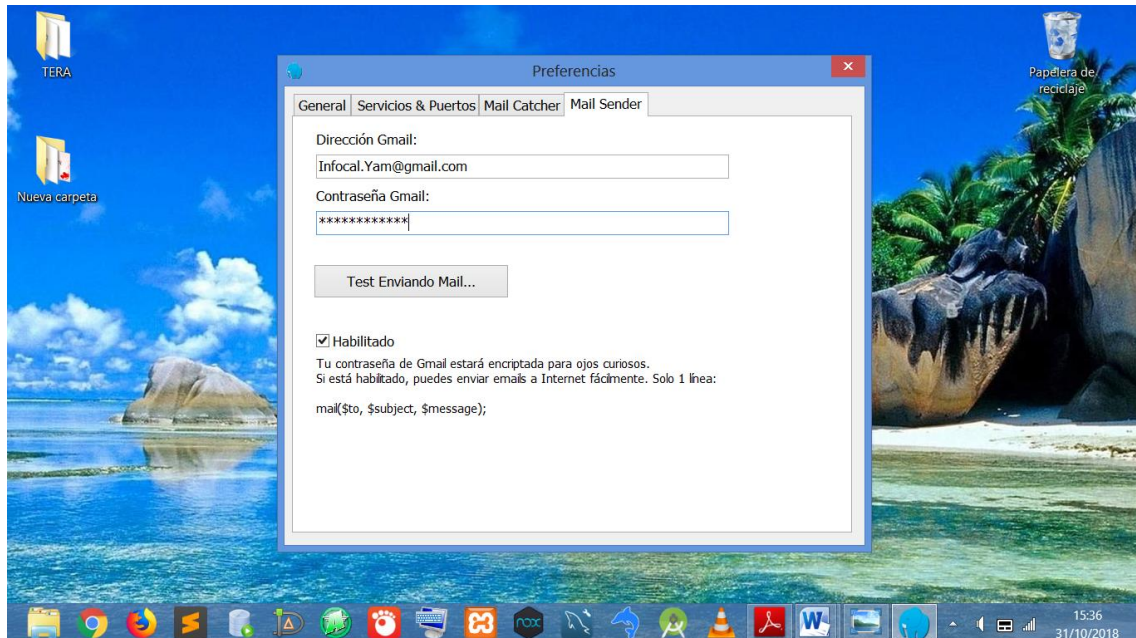 TERA
Nueva carpeta
Papelera de
reciclaje
Preferencias
General Servicios & Puertos Mail Catcher Mail Sender
Dirección Gmail:
Infocal.Yam@gmail.com
Contraseña Gmail:
************
Test Enviando Mail...
Habilitado
Tu contraseña de Gmail estará encriptada para ojos curiosos.
Si está habilitado, puedes enviar emails a Internet fácilmente. Solo 1 línea:
mail($to, $subject, $message);
nox
15:36
31/10/2018